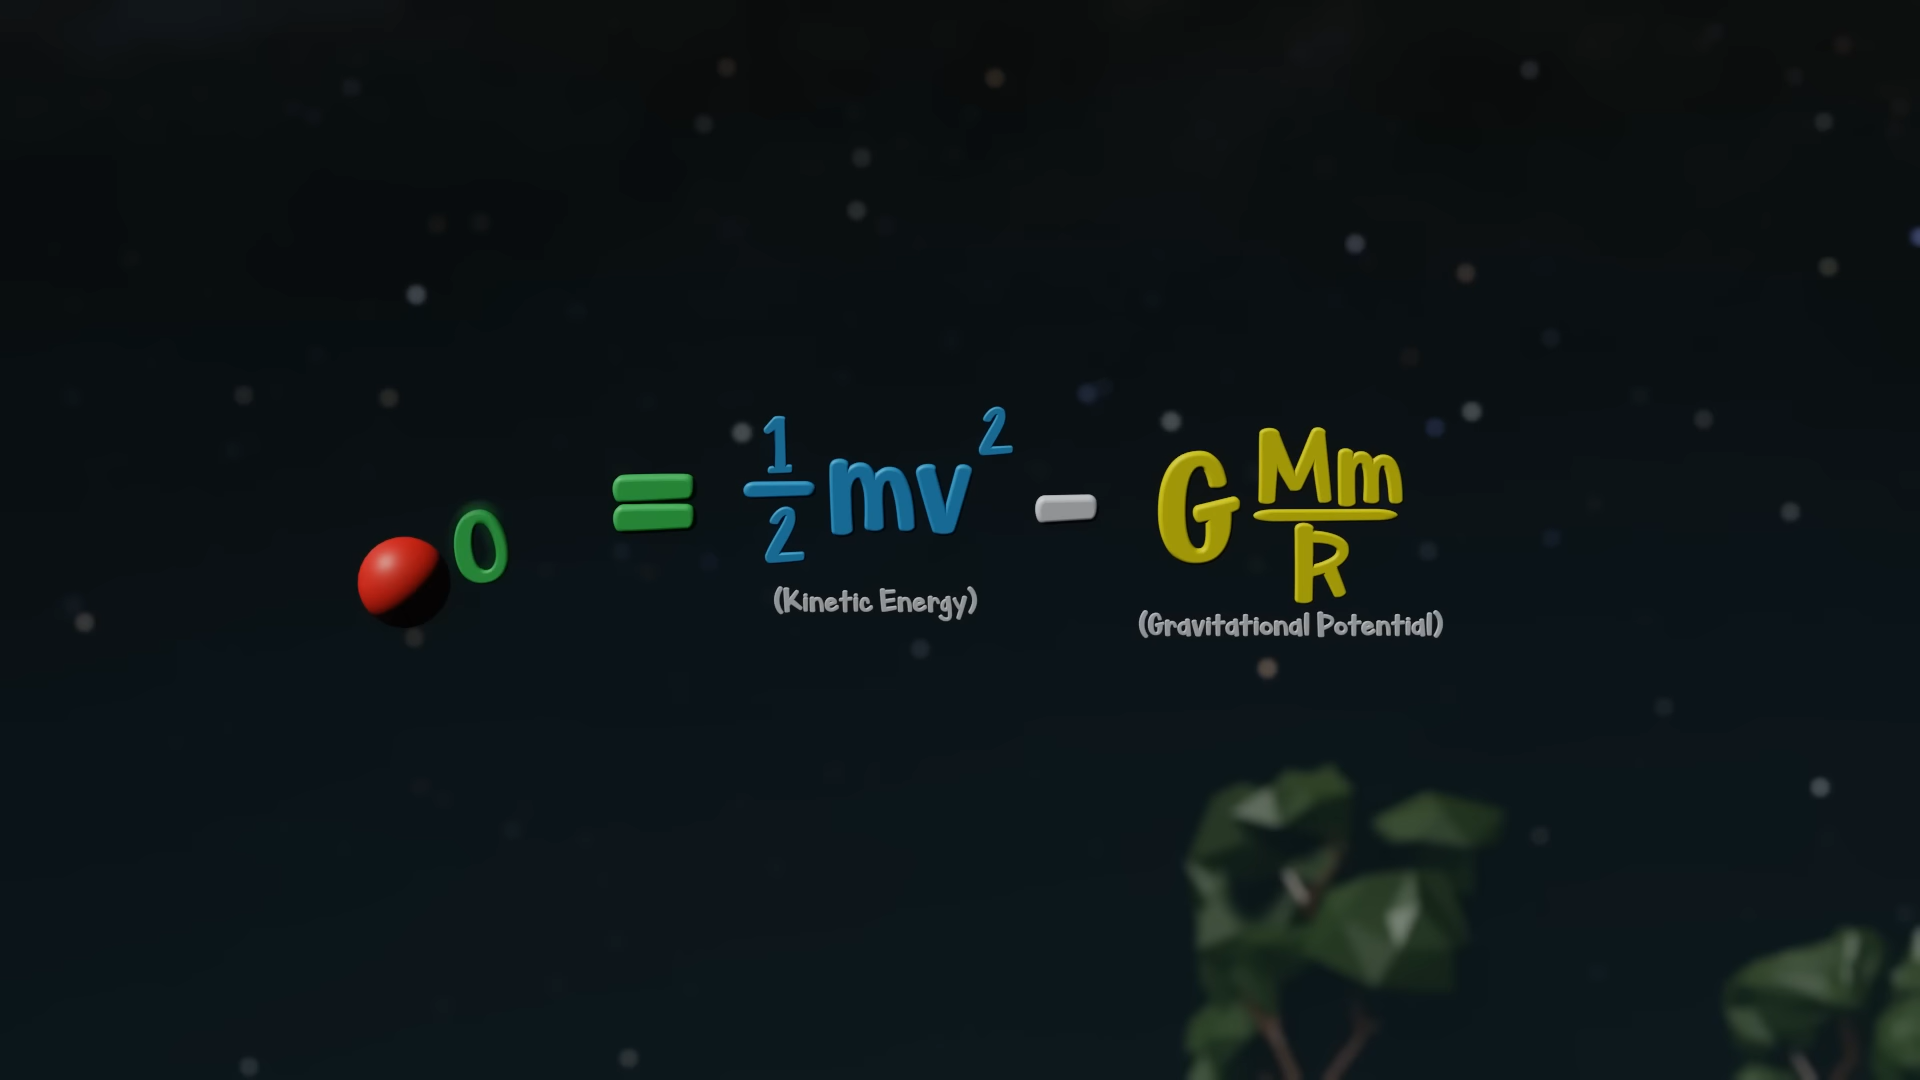 0 = 1/2 mv² - G Mm/R
(Kinetic Energy) (Gravitational Potential)